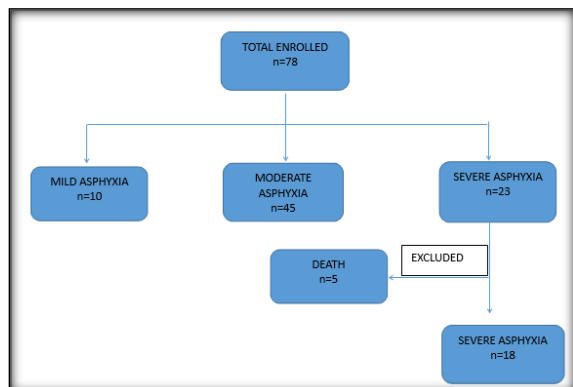 TOTAL ENROLLED
n=78
MILD ASPHYXIA
n=10
MODERATE
ASPHYXIA
n=45
SEVERE ASPHYXIA
n=23
EXCLUDED
DEATH
n=5
SEVERE ASPHYXIA
n=18